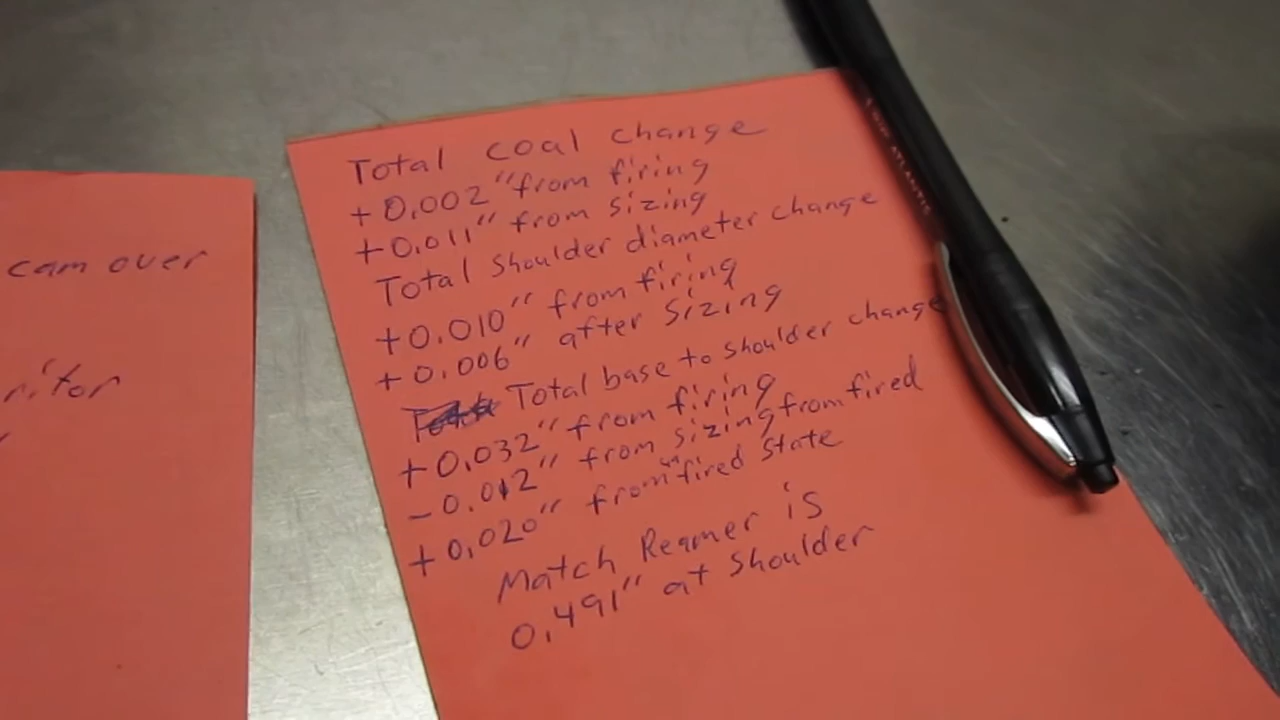 cam over
Total coal change
+0.002" from firing
+0.011" from sizing
Total Shoulder diameter change
+0.010" from firing
+0.006" after sizing
Total base to shoulder change
+0.032" from firing
-0.012" from sizing from fired
+0.020" from "un" fired state
Match Reamer is
0.491" at shoulder